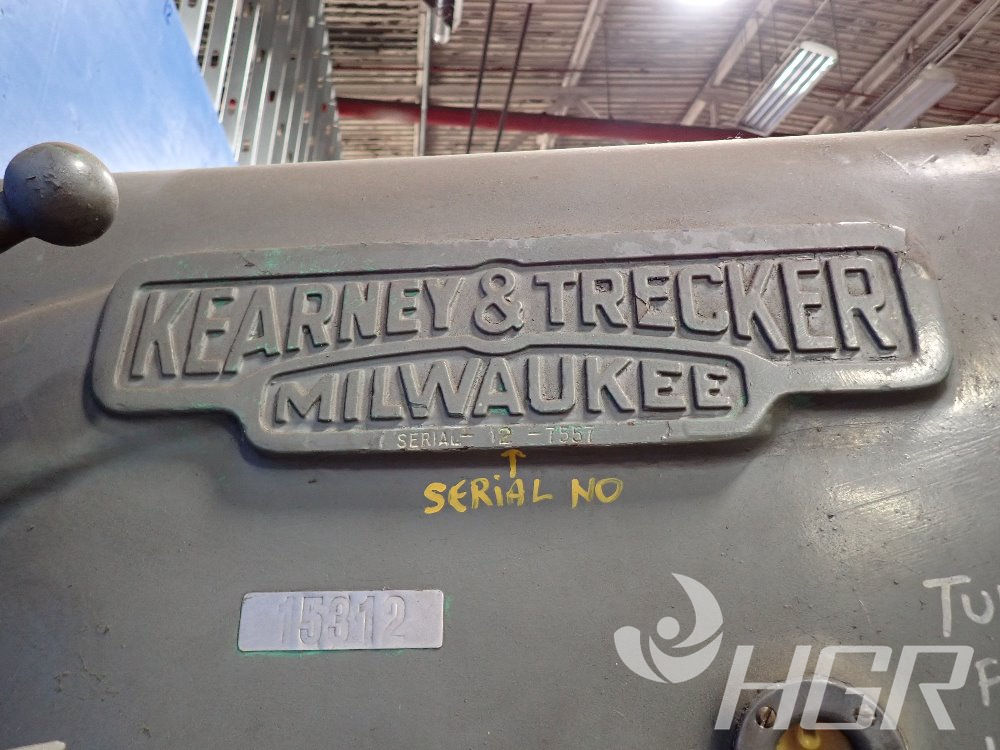 KEARNEY & TRECKER
MILWAUKEE
SERIAL- 12 -7557
SERIAL NO
15312
HGR